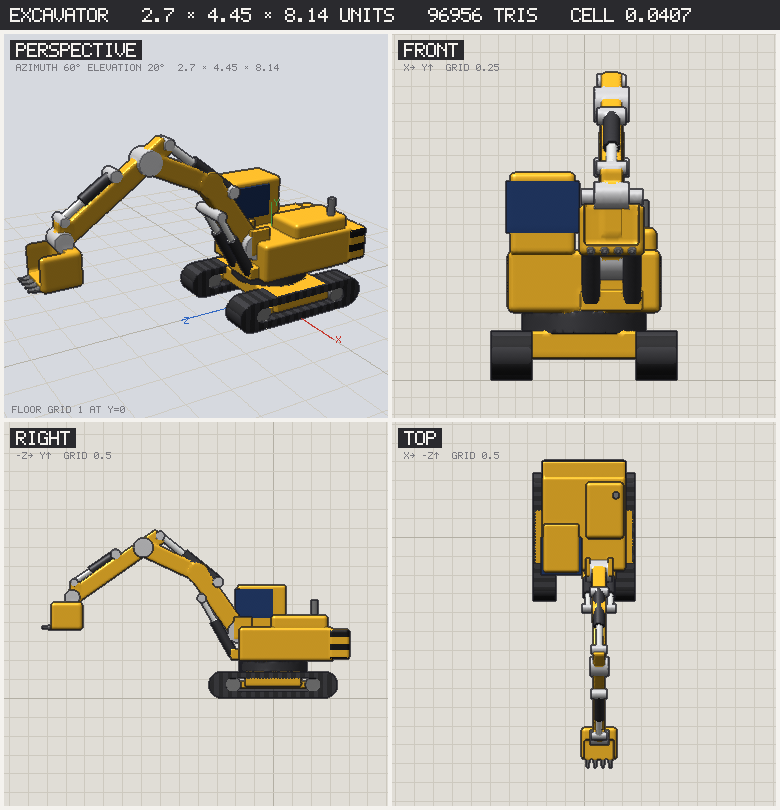 EXCAVATOR 2.7 × 4.45 × 8.14 UNITS 96956 TRIS CELL 0.0407
PERSPECTIVE
AZIMUTH 60° ELEVATION 20° 2.7 × 4.45 × 8.14
Y
Z
X
FLOOR GRID 1 AT Y=0
FRONT
X→ Y↑ GRID 0.25
RIGHT
-Z→ Y↑ GRID 0.5
TOP
X→ -Z↑ GRID 0.5